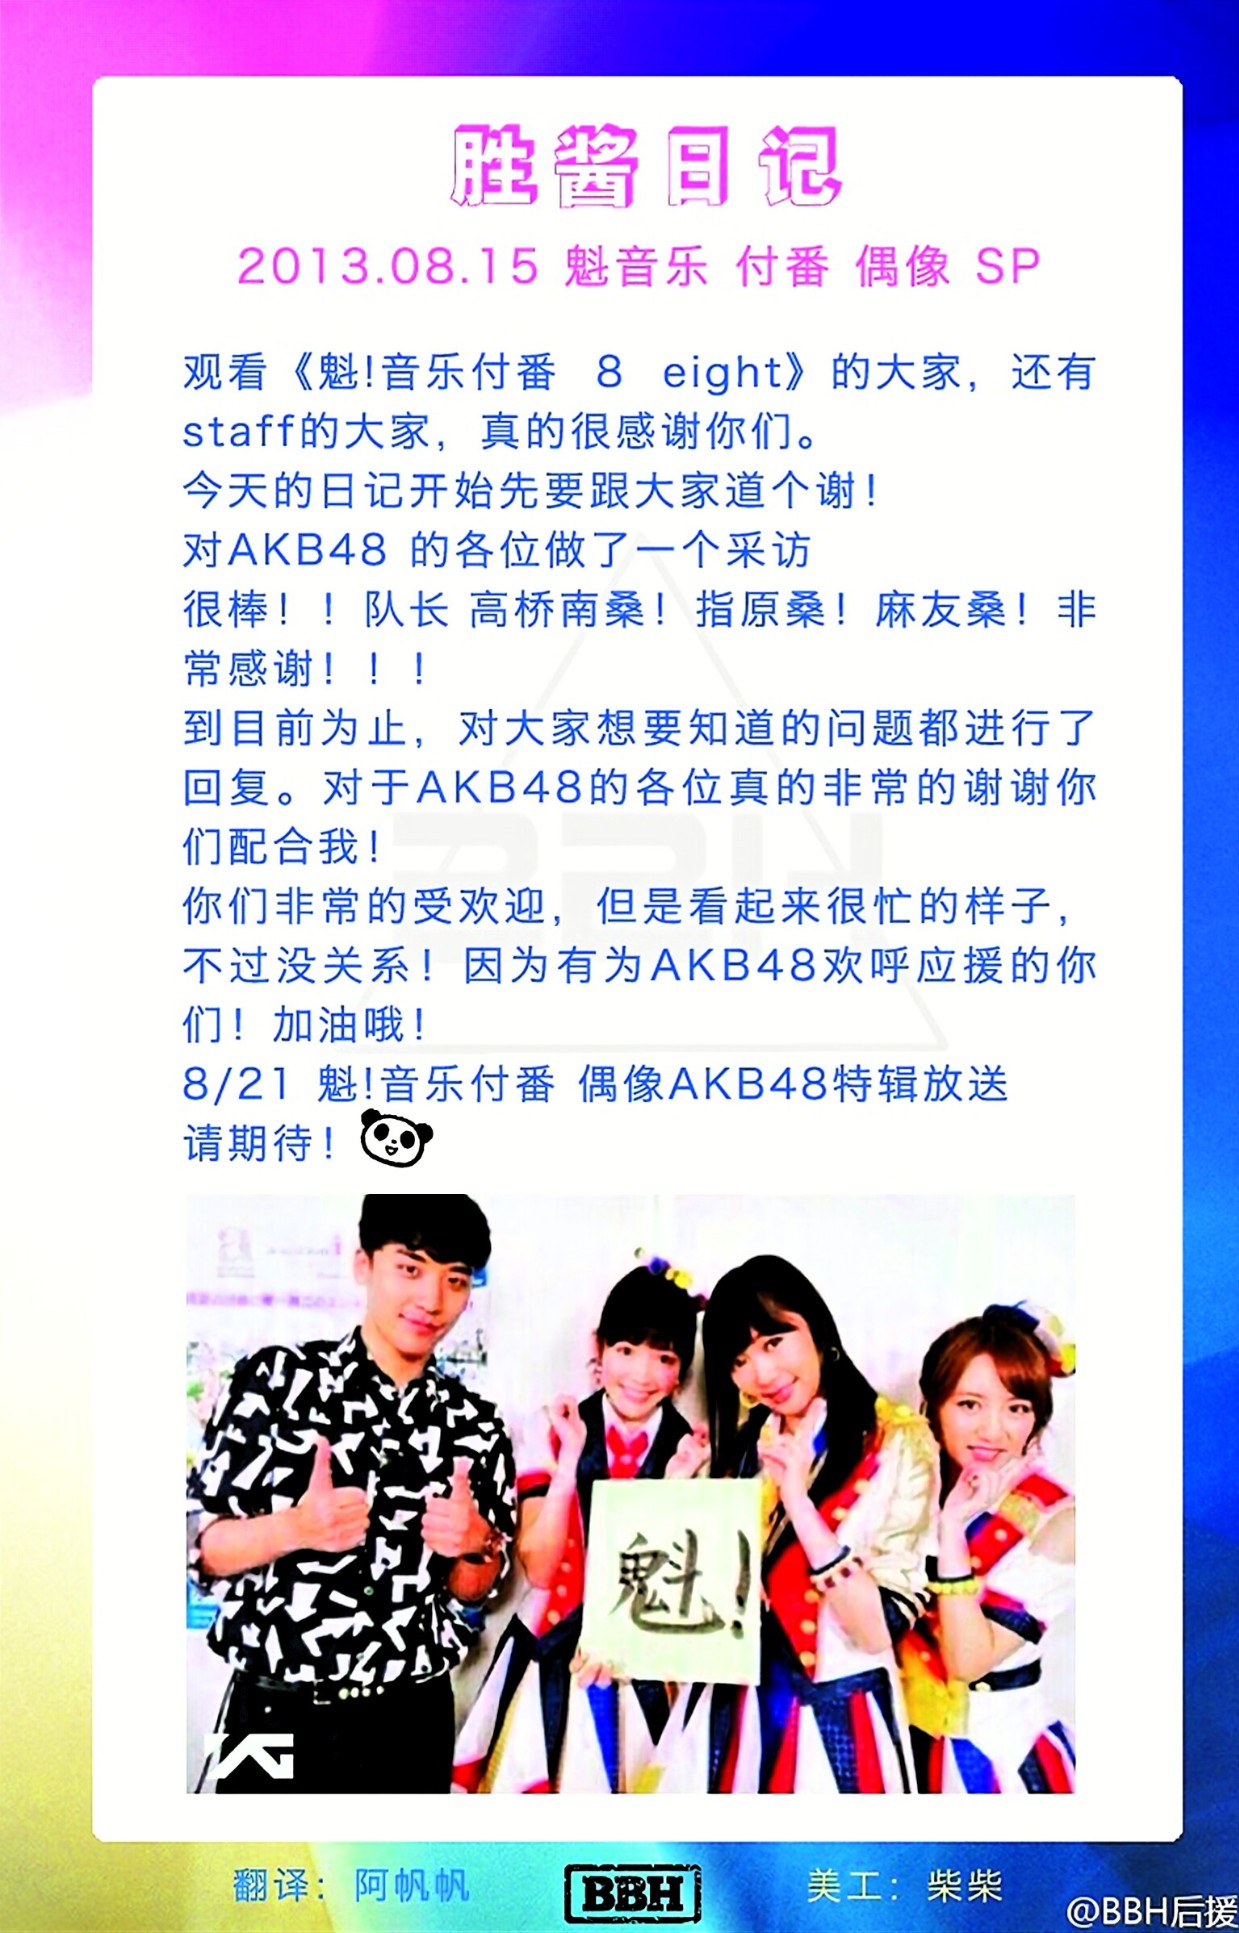 胜酱日记
2013.08.15 魁音乐 付番 偶像 SP
观看《魁!音乐付番 8 eight》的大家，还有
staff的大家，真的很感谢你们。
今天的日记开始先要跟大家道个谢！
对AKB48 的各位做了一个采访
很棒！！队长 高桥南桑！指原桑！麻友桑！非
常感谢！！！
到目前为止，对大家想要知道的问题都进行了
回复。对于AKB48的各位真的非常的谢谢你
们配合我！
你们非常的受欢迎，但是看起来很忙的样子，
不过没关系！因为有为AKB48欢呼应援的你
们！加油哦！
8/21 魁!音乐付番 偶像AKB48特辑放送
请期待！
魁!
YG
翻译：阿帆帆
BBH
美工：柴柴
@BBH后援